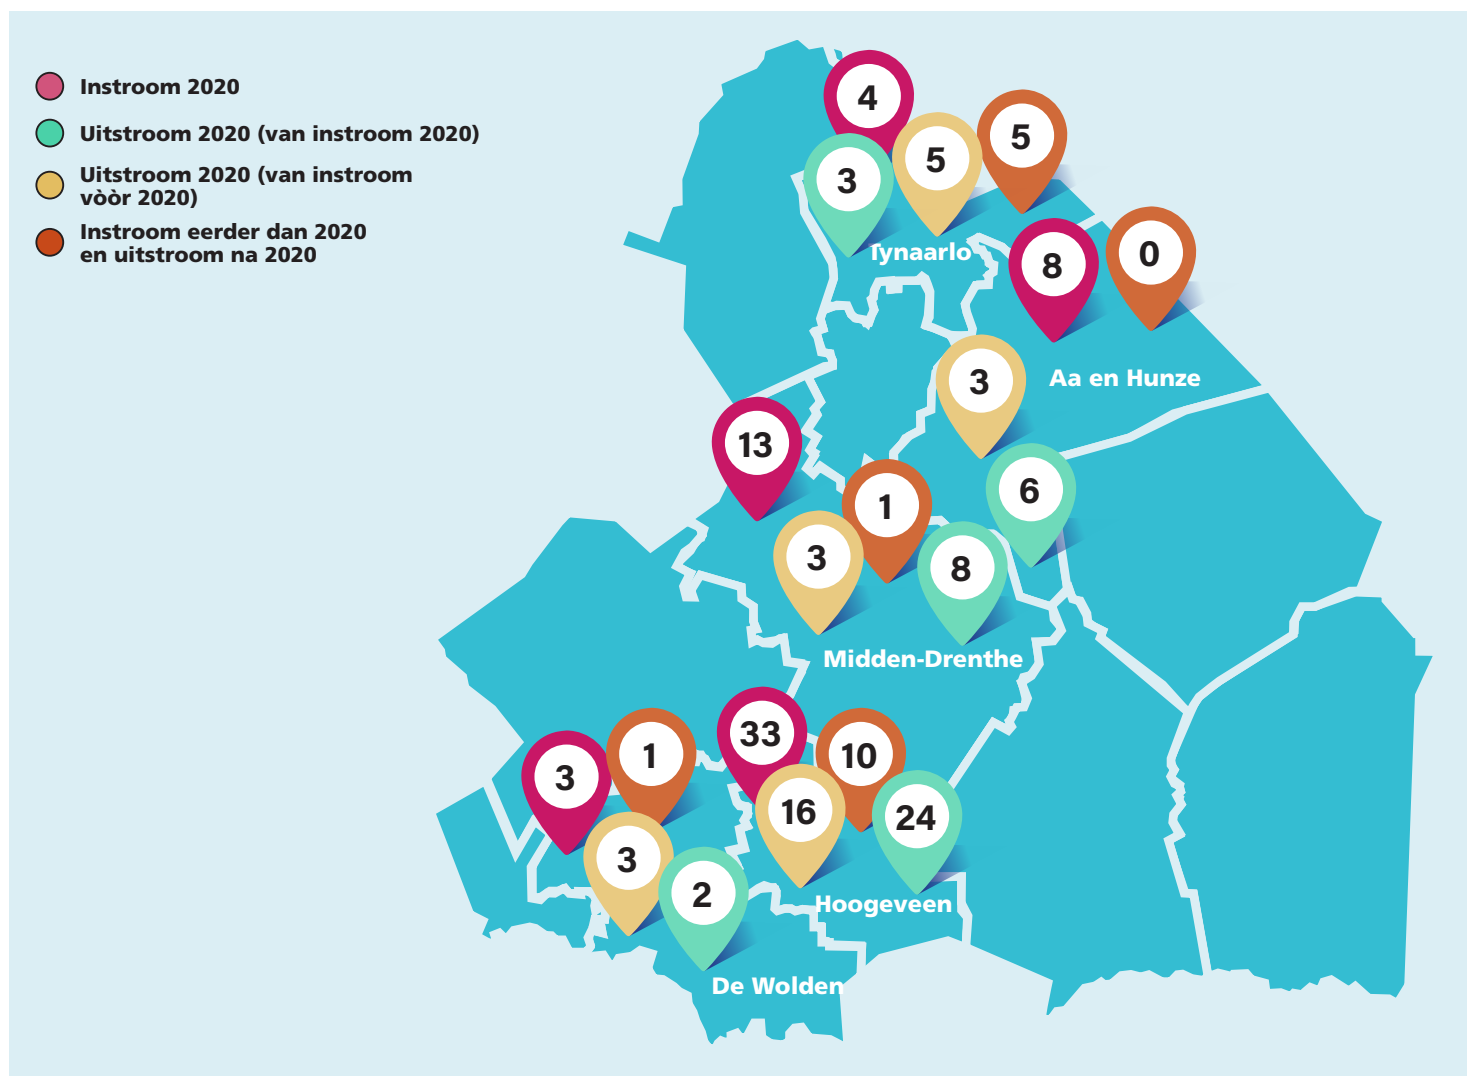 Instroom 2020
Uitstroom 2020 (van instroom 2020)
Uitstroom 2020 (van instroom
vòòr 2020)
Instroom eerder dan 2020
en uitstroom na 2020
4
5
5
3
Tynaarlo
8
0
3
Aa en Hunze
13
6
1
3
8
Midden-Drenthe
33
1
10
3
16
24
3
2
Hoogeveen
De Wolden